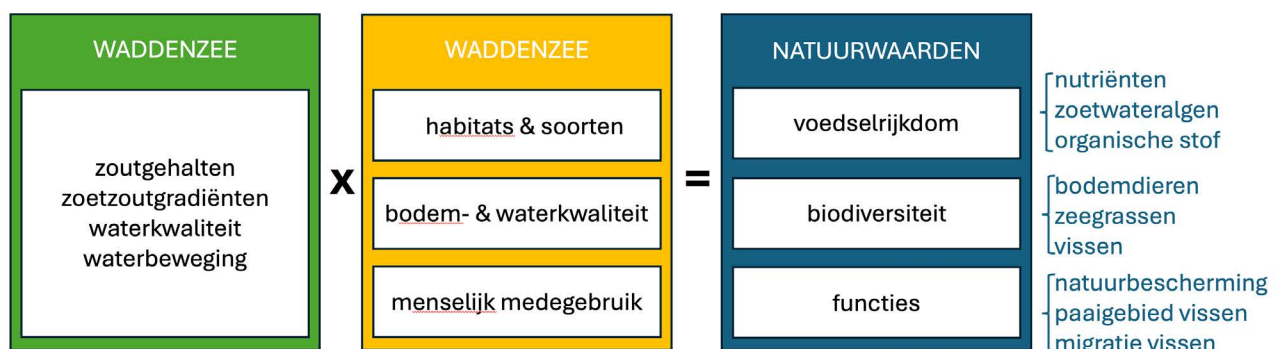 WADDENZEE
zoutgehalten
zoetzoutgradiënten
waterkwaliteit
waterbeweging
x
WADDENZEE
habitats & soorten
bodem- & waterkwaliteit
menselijk medegebruik
=
NATUURWAARDEN
voedselrijkdom
biodiversiteit
functies
nutriënten
zoetwateralgen
organische stof
bodemdieren
zeegrassen
vissen
natuurbescherming
paaigebied vissen
migratie vissen